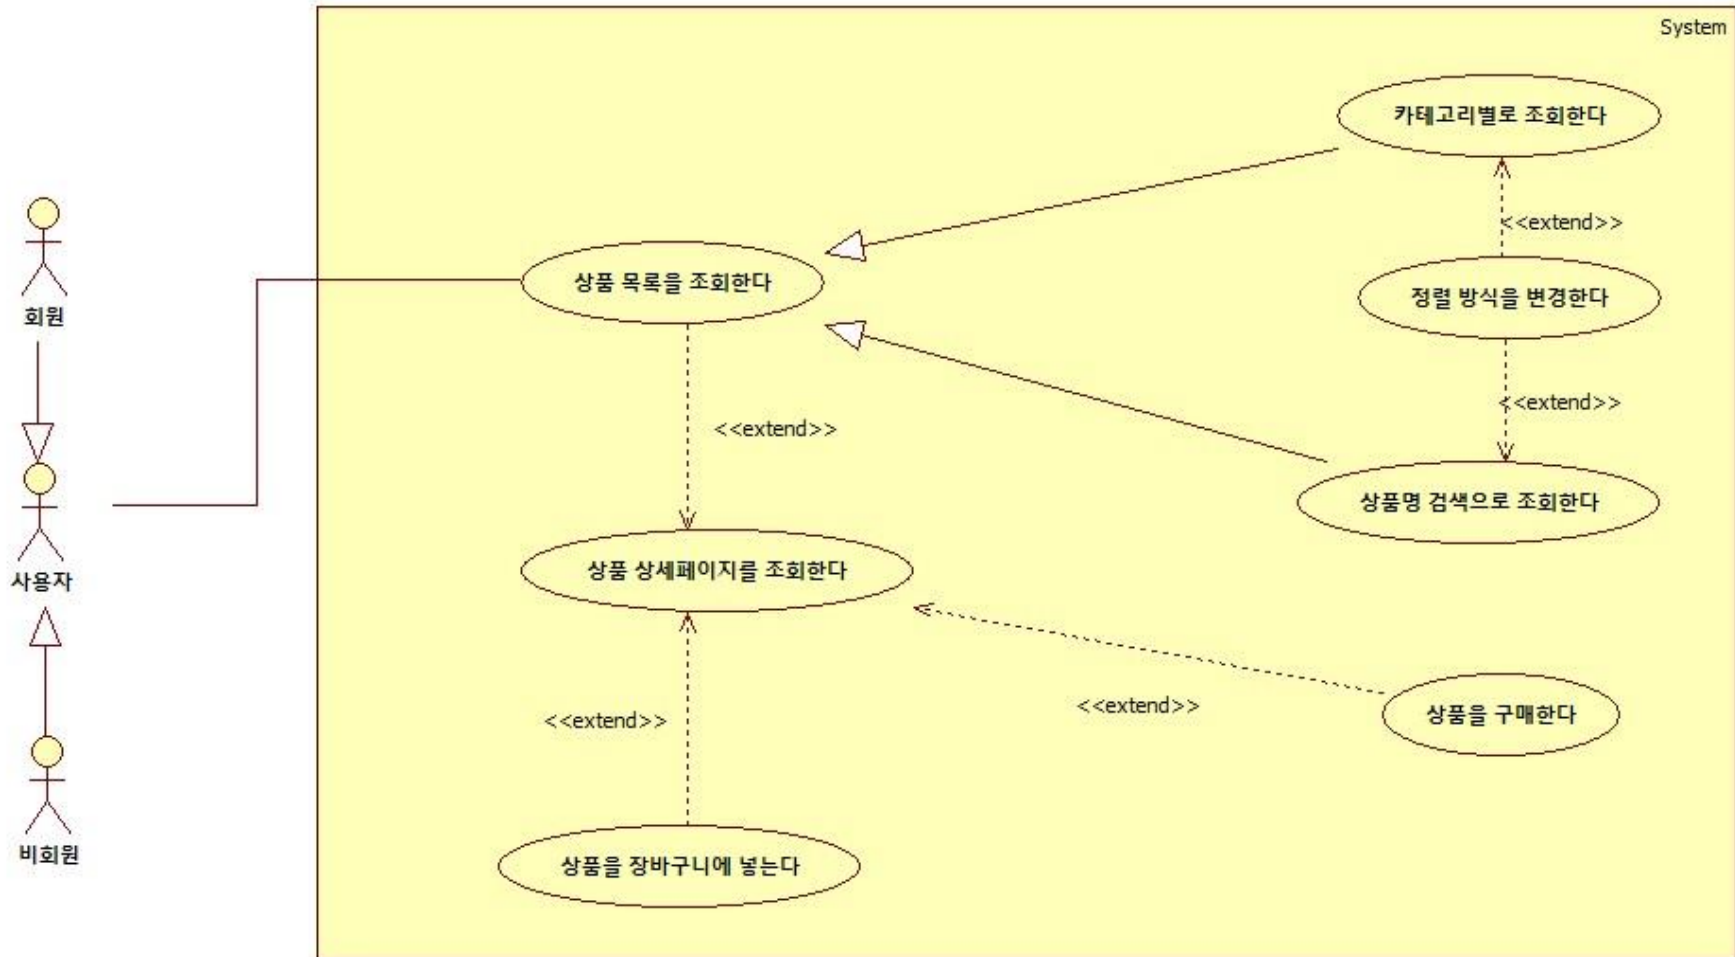 System
카테고리별로 조회한다
<<extend>>
회원
상품 목록을 조회한다
정렬 방식을 변경한다
<<extend>>
<<extend>>
상품명 검색으로 조회한다
사용자
상품 상세페이지를 조회한다
<<extend>>
<<extend>>
상품을 구매한다
비회원
상품을 장바구니에 넣는다